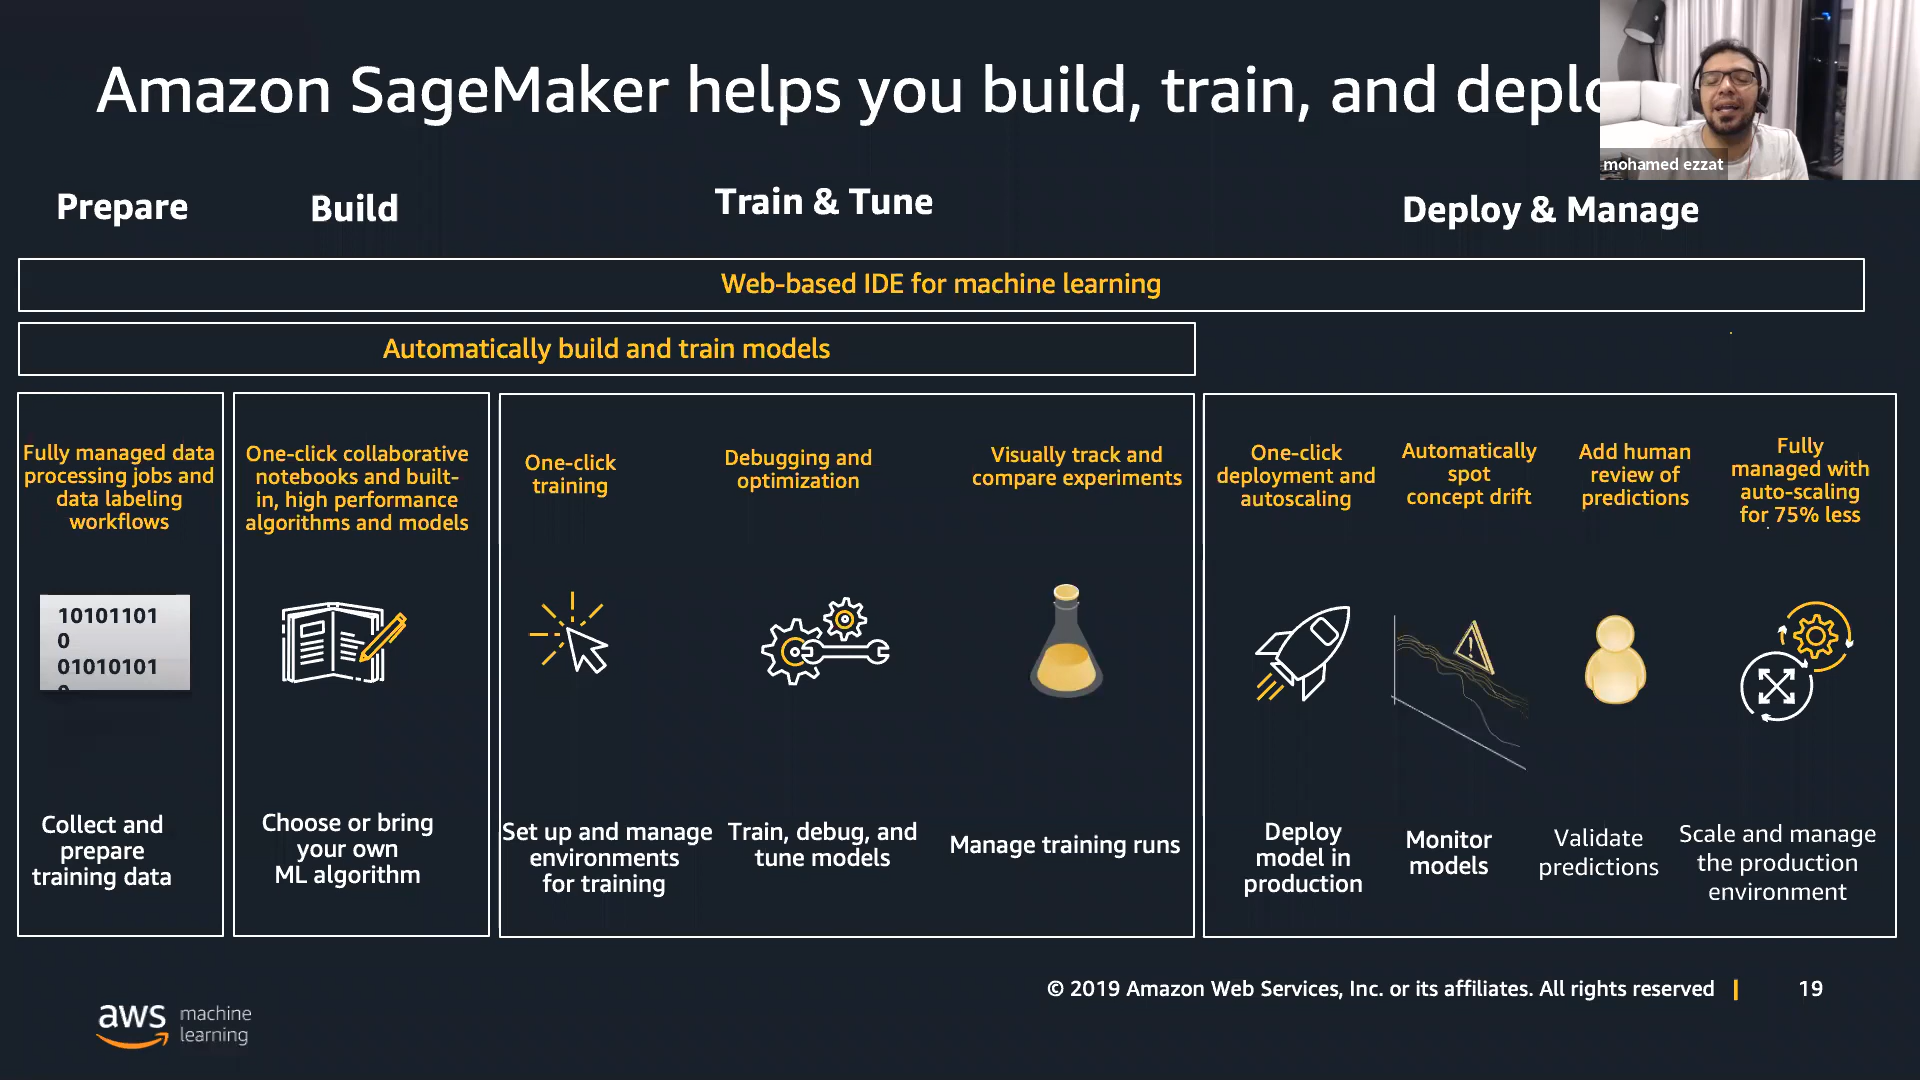 Amazon SageMaker helps you build, train, and deplo
mohamed ezzat
Prepare
Build
Train & Tune
Deploy & Manage
Web-based IDE for machine learning
Automatically build and train models
Fully managed data
processing jobs and
data labeling
workflows
10101101
0
01010101
Collect and
prepare
training data
One-click collaborative
notebooks and built-
in, high performance
algorithms and models
Choose or bring
your own
ML algorithm
One-click
training
Set up and manage
environments
for training
Debugging and
optimization
Train, debug, and
tune models
Visually track and
compare experiments
Manage training runs
One-click
deployment and
autoscaling
Deploy
model in
production
Automatically
spot
concept drift
Monitor
models
Add human
review of
predictions
Validate
predictions
Fully
managed with
auto-scaling
for 75% less
Scale and manage
the production
environment
© 2019 Amazon Web Services, Inc. or its affiliates. All rights reserved |
19
aws machine
learning